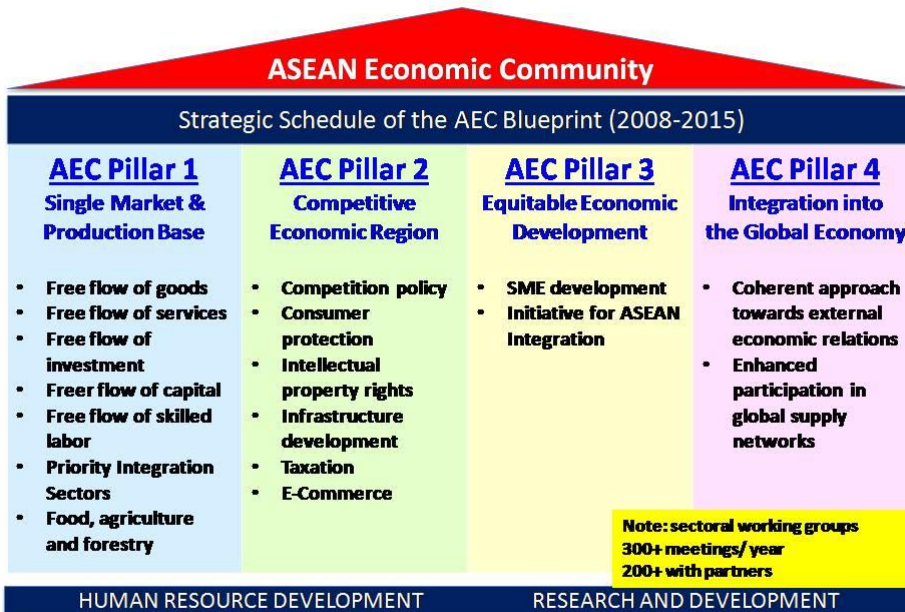 ASEAN Economic Community
Strategic Schedule of the AEC Blueprint (2008-2015)
AEC Pillar 1
Single Market &
Production Base
• Free flow of goods
• Free flow of services
• Free flow of
investment
• Freer flow of capital
• Free flow of skilled
labor
• Priority Integration
Sectors
• Food, agriculture
and forestry
AEC Pillar 2
Competitive
Economic Region
• Competition policy
• Consumer
protection
• Intellectual
property rights
• Infrastructure
development
• Taxation
• E-Commerce
AEC Pillar 3
Equitable Economic
Development
• SME development
• Initiative for ASEAN
Integration
AEC Pillar 4
Integration into
the Global Economy
• Coherent approach
towards external
economic relations
• Enhanced
participation in
global supply
networks
Note: sectoral working groups
300+ meetings/ year
200+ with partners
HUMAN RESOURCE DEVELOPMENT
RESEARCH AND DEVELOPMENT